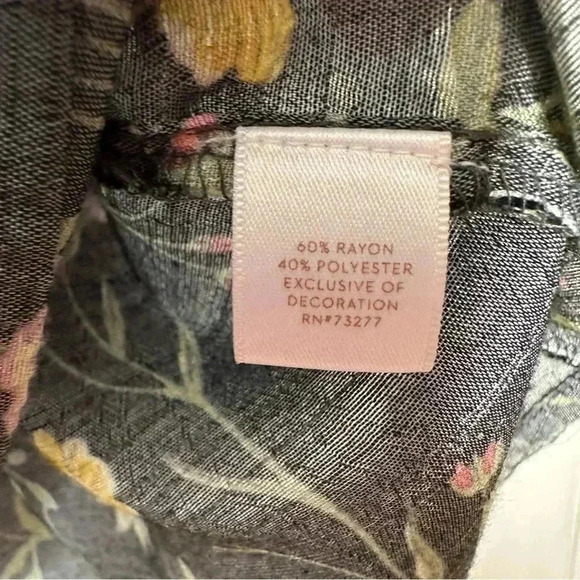 60% RAYON
40% POLYESTER
EXCLUSIVE OF
DECORATION
RN#73277